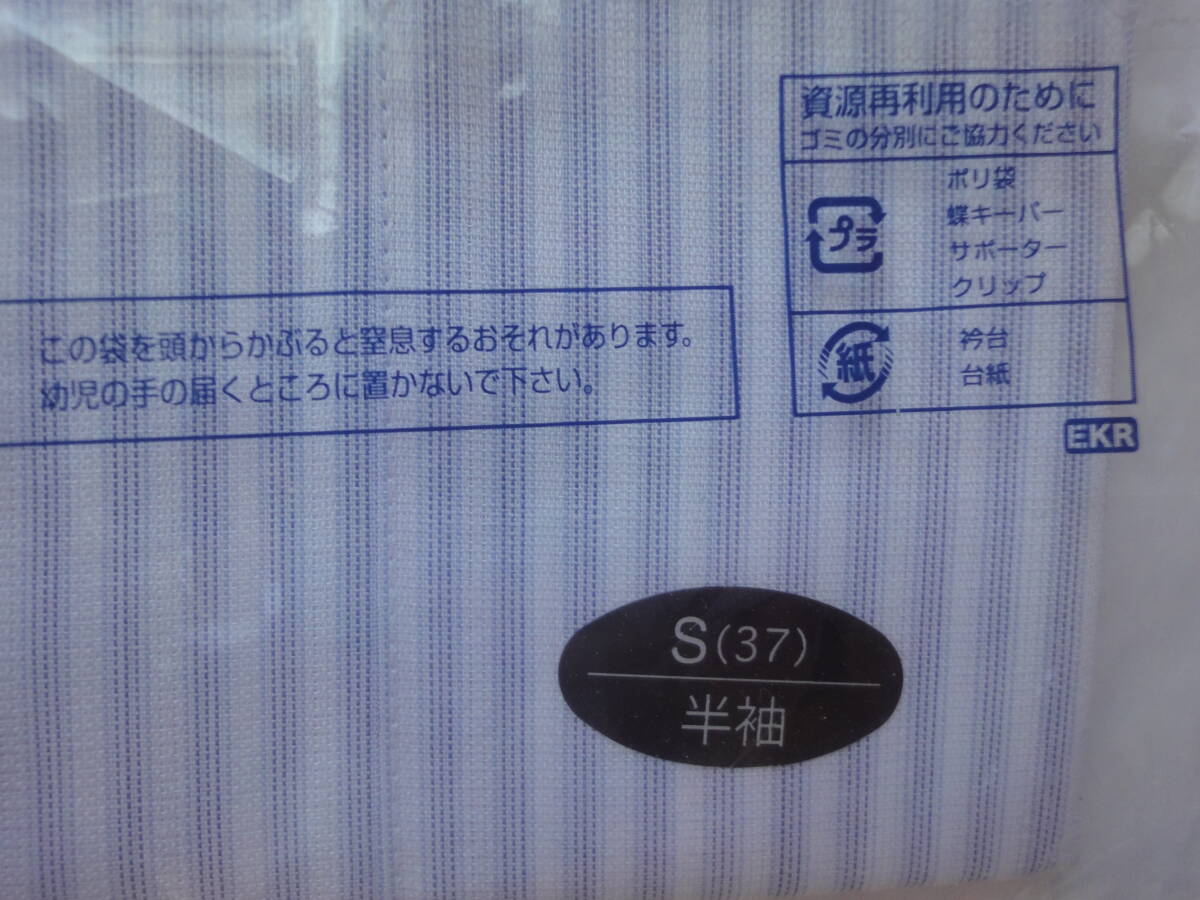 資源再利用のために
ゴミの分別にご協力ください
プラ
ポリ袋
蝶キーパー
サポーター
クリップ
紙
衿台
台紙
EKR
この袋を頭からかぶると窒息するおそれがあります。
幼児の手の届くところに置かないで下さい。
S(37)
半袖